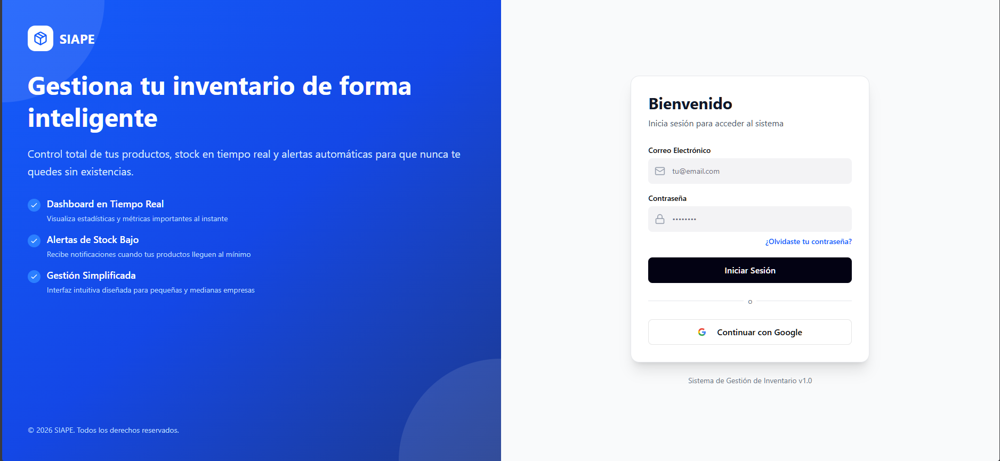 SIAPE
Gestiona tu inventario de forma
inteligente
Control total de tus productos, stock en tiempo real y alertas automáticas para que nunca te
quedes sin existencias.
Dashboard en Tiempo Real
Visualiza estadísticas y métricas importantes al instante
Alertas de Stock Bajo
Recibe notificaciones cuando tus productos lleguen al mínimo
Gestión Simplificada
Interfaz intuitiva diseñada para pequeñas y medianas empresas
© 2026 SIAPE. Todos los derechos reservados.
Bienvenido
Inicia sesión para acceder al sistema
Correo Electrónico
tu@email.com
Contraseña
••••••••
¿Olvidaste tu contraseña?
Iniciar Sesión
o
Continuar con Google
Sistema de Gestión de Inventario v1.0